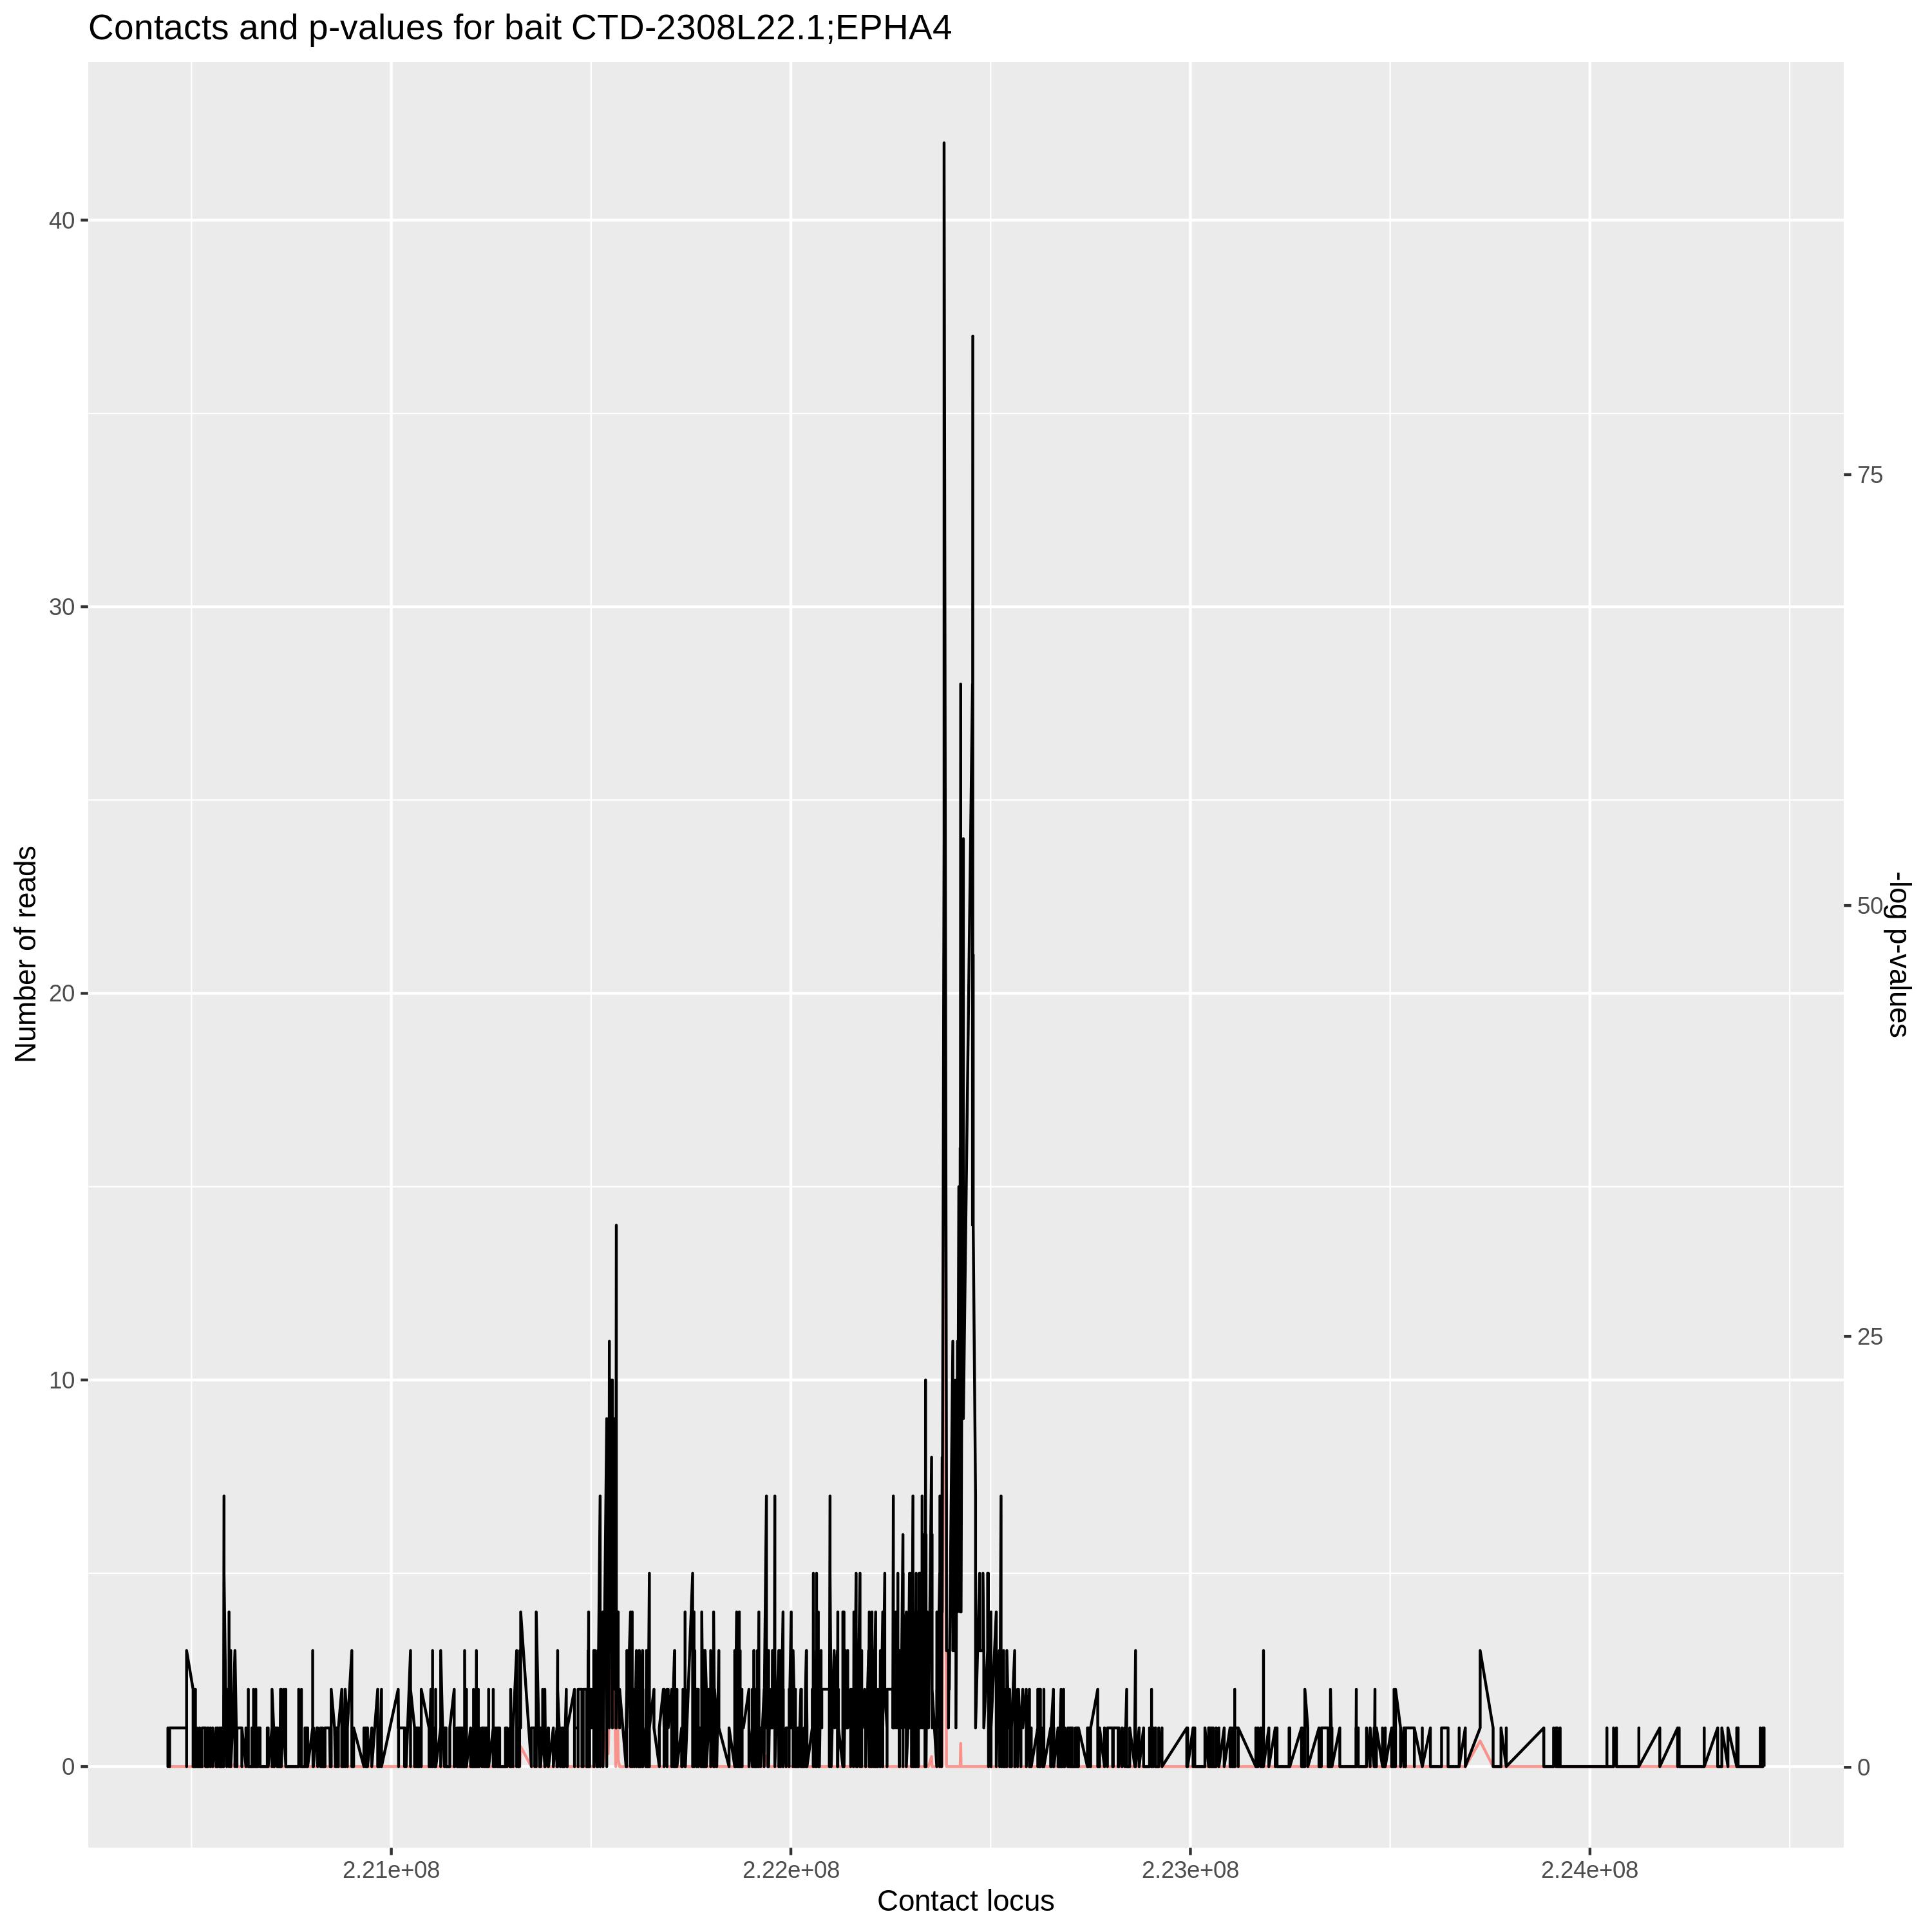 Contacts and p-values for bait CTD-2308L22.1;EPHA4
40
30
20
10
0
Number of reads
75
50
25
0
-log p-values
2.21e+08 2.22e+08 2.23e+08 2.24e+08
Contact locus